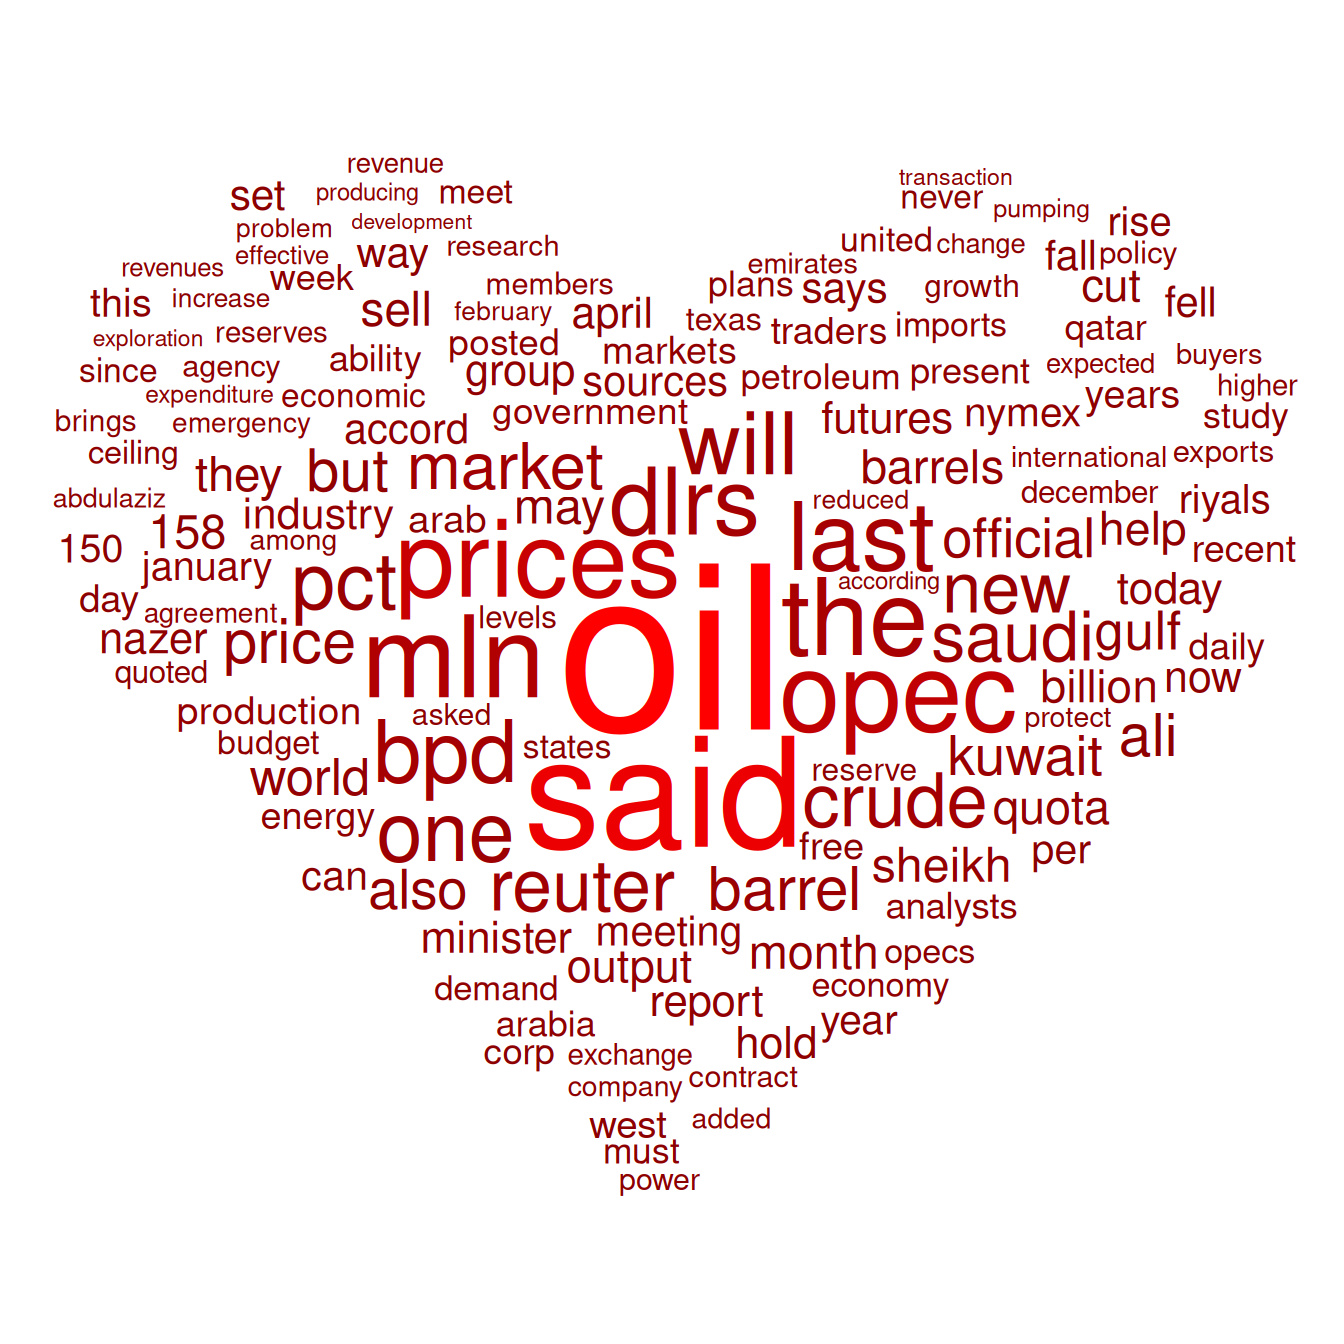 revenue
transaction
set producing meet
never pumping
problem development
rise
effective way research
united change
revenues week
emirates fall policy
this increase
members plans says growth cut
sell february april
fell
exploration reserves
texas traders imports qatar
since agency ability posted markets
expected buyers
expenditure economic group sources petroleum present
years higher
brings emergency accord government
futures nymex study
ceiling they but market will
barrels international exports
abdulaziz
industry arab may dlrs reduced december riyals
150 158 among
last official help recent
january pct prices according new today
day agreement levels oil the
nazer price mln saudi gulf daily
quoted
opec billion now
production asked protect ali
budget bpd states
world said reserve kuwait
energy one crude quota
free per
can also reuter barrel sheikh
analysts
minister meeting month opecs
output
demand report economy
arabia hold year
corp exchange
company contract
west added
must
power